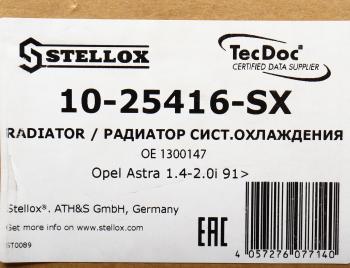 STELLOX
TecDoc®
CERTIFIED DATA SUPPLIER
10-25416-SX
RADIATOR / РАДИАТОР СИСТ.ОХЛАЖДЕНИЯ
OE 1300147
Opel Astra 1.4-2.0i 91>
Stellox®. ATH&S GmbH, Germany
Get more info on www.stellox.com
ST0089
EAC
4 057276 077140